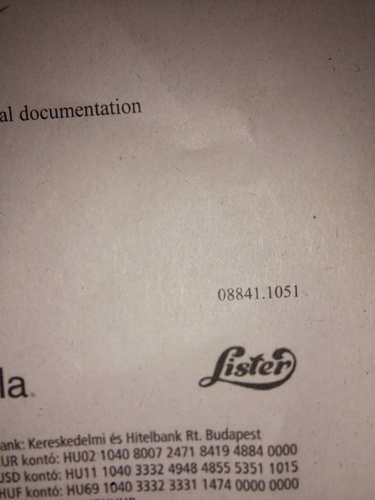 al documentation
08841.1051
Lister
la
ank: Kereskedelmi és Hitelbank Rt. Budapest
UR kontó: HU02 1040 8007 2471 8419 4884 0000
USD kontó: HU11 1040 3332 4948 4855 5351 1015
HUF kontó: HU69 1040 3332 3331 1474 0000 0000